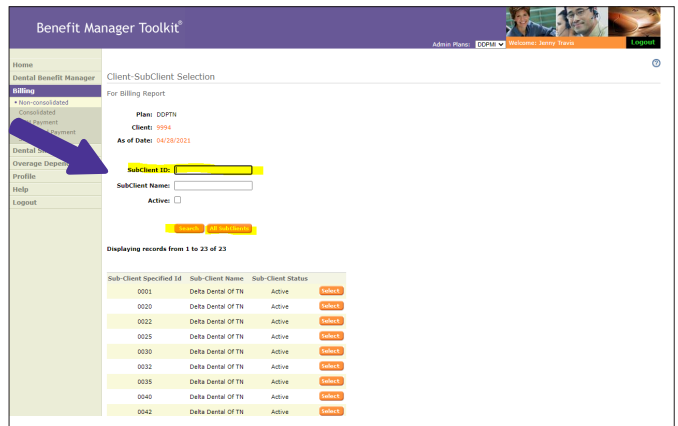 Benefit Manager Toolkit®
Admin Plans: DDPMI Welcome: Jenny Travis Logout
Home
Dental Benefit Manager
Billing
• Non-consolidated
Consolidated
Payment
Payment
Dental
Overage
Profile
Help
Logout
Client-SubClient Selection
For Billing Report
Plan: DDPTN
Client: 9994
As of Date: 04/28/2021
SubClient ID:
SubClient Name:
Active:
Search All SubClients
Displaying records from 1 to 23 of 23
Sub-Client Specified Id Sub-Client Name Sub-Client Status
0001 Delta Dental Of TN Active Select
0020 Delta Dental Of TN Active Select
0022 Delta Dental Of TN Active Select
0025 Delta Dental Of TN Active Select
0030 Delta Dental Of TN Active Select
0032 Delta Dental Of TN Active Select
0035 Delta Dental Of TN Active Select
0040 Delta Dental Of TN Active Select
0042 Delta Dental Of TN Active Select